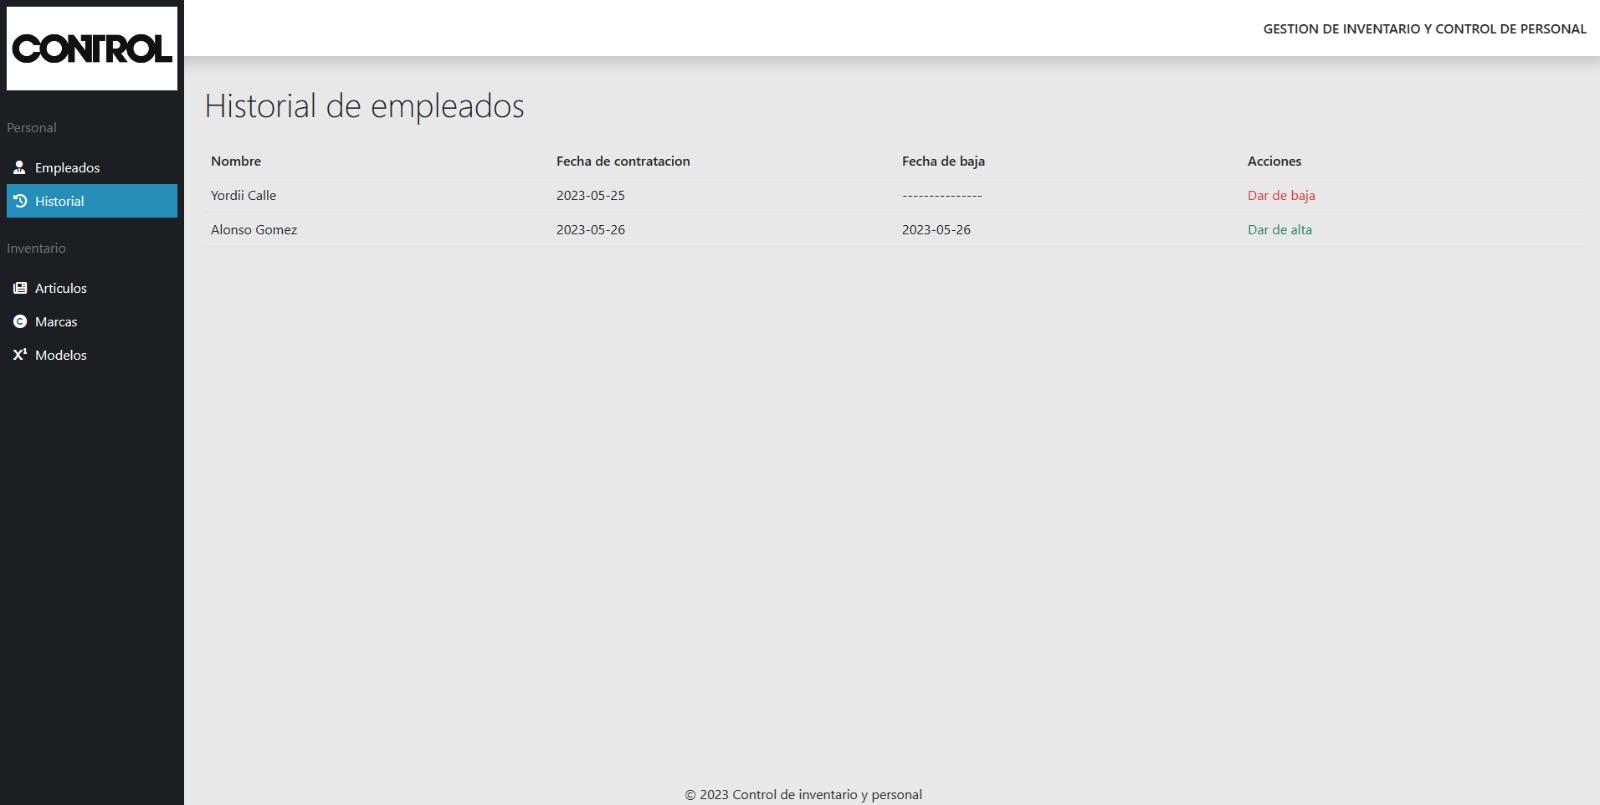 CONTROL
GESTION DE INVENTARIO Y CONTROL DE PERSONAL
Personal
Empleados
Historial
Inventario
Articulos
Marcas
Modelos
Historial de empleados
Nombre Fecha de contratacion Fecha de baja Acciones
Yordii Calle 2023-05-25 --------------- Dar de baja
Alonso Gomez 2023-05-26 2023-05-26 Dar de alta
© 2023 Control de inventario y personal